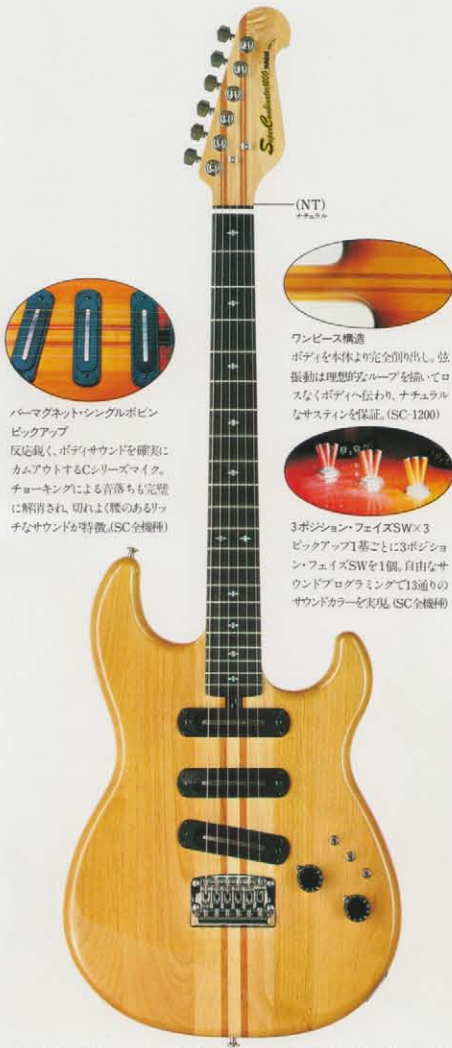 SuperCombinator 1200 YAMAHA
(NT)
ナチュラル
ワンピース構造
ボディを本体より完全削り出し。弦
振動は理想的なループを描いてロ
スなくボディへ伝わり、ナチュラル
なサスティンを保証。(SC-1200)
バーマグネット・シングルボビン
ピックアップ
反応鋭く、ボディサウンドを確実に
カムアウトするCシリーズマイク。
チョーキングによる音落ちも完璧
に解消され、切れよく腰のあるリッ
チなサウンドが特徴。(SC全機種)
3ポジション・フェイズSW×3
ピックアップ1基ごとに3ポジショ
ン・フェイズSWを1個。自由なサ
ウンドプログラミングで13通りの
サウンドカラーを実現。(SC全機種)